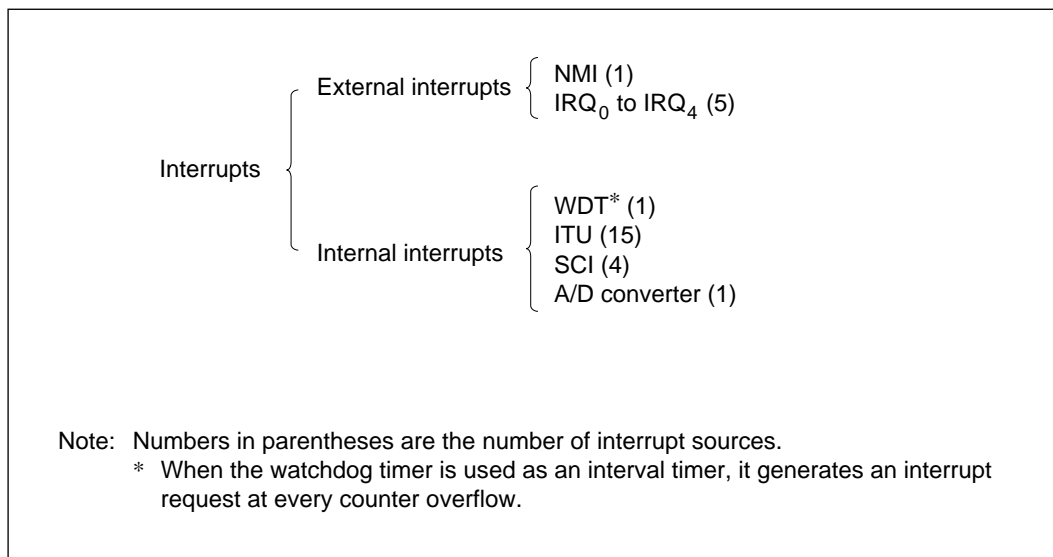 External interrupts
NMI (1)
IRQ0 to IRQ4 (5)
Interrupts
Internal interrupts
WDT* (1)
ITU (15)
SCI (4)
A/D converter (1)
Note: Numbers in parentheses are the number of interrupt sources.
* When the watchdog timer is used as an interval timer, it generates an interrupt
request at every counter overflow.